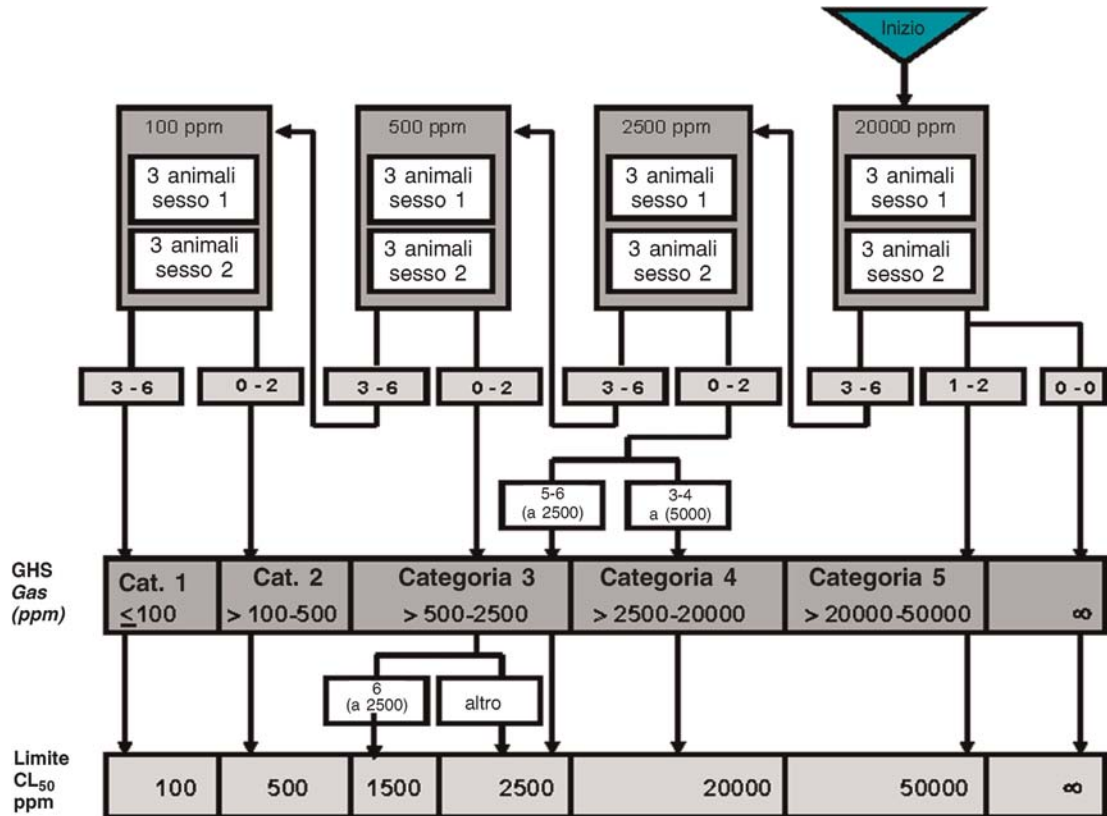 Inizio
100 ppm
500 ppm
2500 ppm
20000 ppm
3 animali
sesso 1
3 animali
sesso 1
3 animali
sesso 1
3 animali
sesso 1
3 animali
sesso 2
3 animali
sesso 2
3 animali
sesso 2
3 animali
sesso 2
3 - 6
0 - 2
3 - 6
0 - 2
3 - 6
0 - 2
3 - 6
1 - 2
0 - 0
5-6
(a 2500)
3-4
a (5000)
GHS
Gas
(ppm)
Cat. 1
≤100
Cat. 2
> 100-500
Categoria 3
> 500-2500
Categoria 4
> 2500-20000
Categoria 5
> 20000-50000
∞
6
(a 2500)
altro
Limite
CL50
ppm
100
500
1500
2500
20000
50000
∞